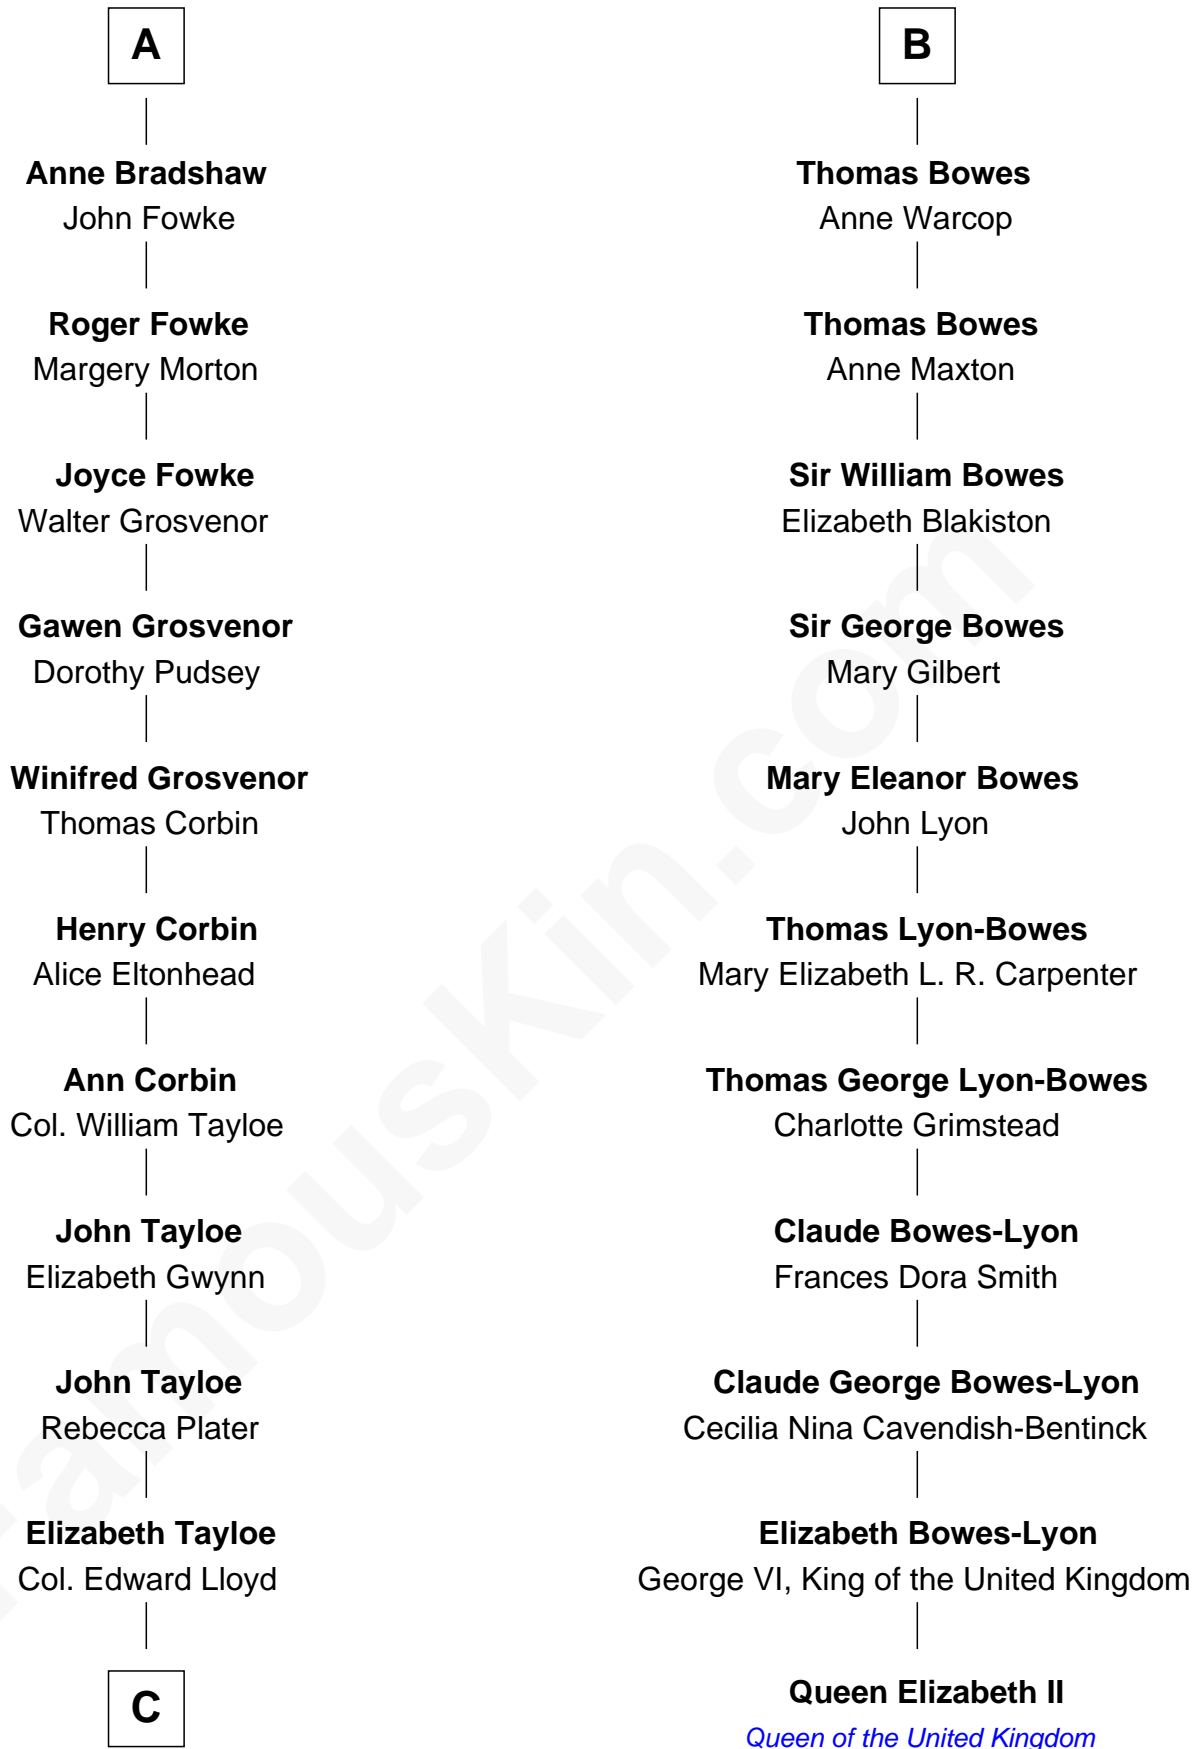 A
Anne Bradshaw
John Fowke
Roger Fowke
Margery Morton
Joyce Fowke
Walter Grosvenor
Gawen Grosvenor
Dorothy Pudsey
Winifred Grosvenor
Thomas Corbin
Henry Corbin
Alice Eltonhead
Ann Corbin
Col. William Tayloe
John Tayloe
Elizabeth Gwynn
John Tayloe
Rebecca Plater
Elizabeth Tayloe
Col. Edward Lloyd
C
B
Thomas Bowes
Anne Warcop
Thomas Bowes
Anne Maxton
Sir William Bowes
Elizabeth Blakiston
Sir George Bowes
Mary Gilbert
Mary Eleanor Bowes
John Lyon
Thomas Lyon-Bowes
Mary Elizabeth L. R. Carpenter
Thomas George Lyon-Bowes
Charlotte Grimstead
Claude Bowes-Lyon
Frances Dora Smith
Claude George Bowes-Lyon
Cecilia Nina Cavendish-Bentinck
Elizabeth Bowes-Lyon
George VI, King of the United Kingdom
Queen Elizabeth II
Queen of the United Kingdom
FamousKin.com